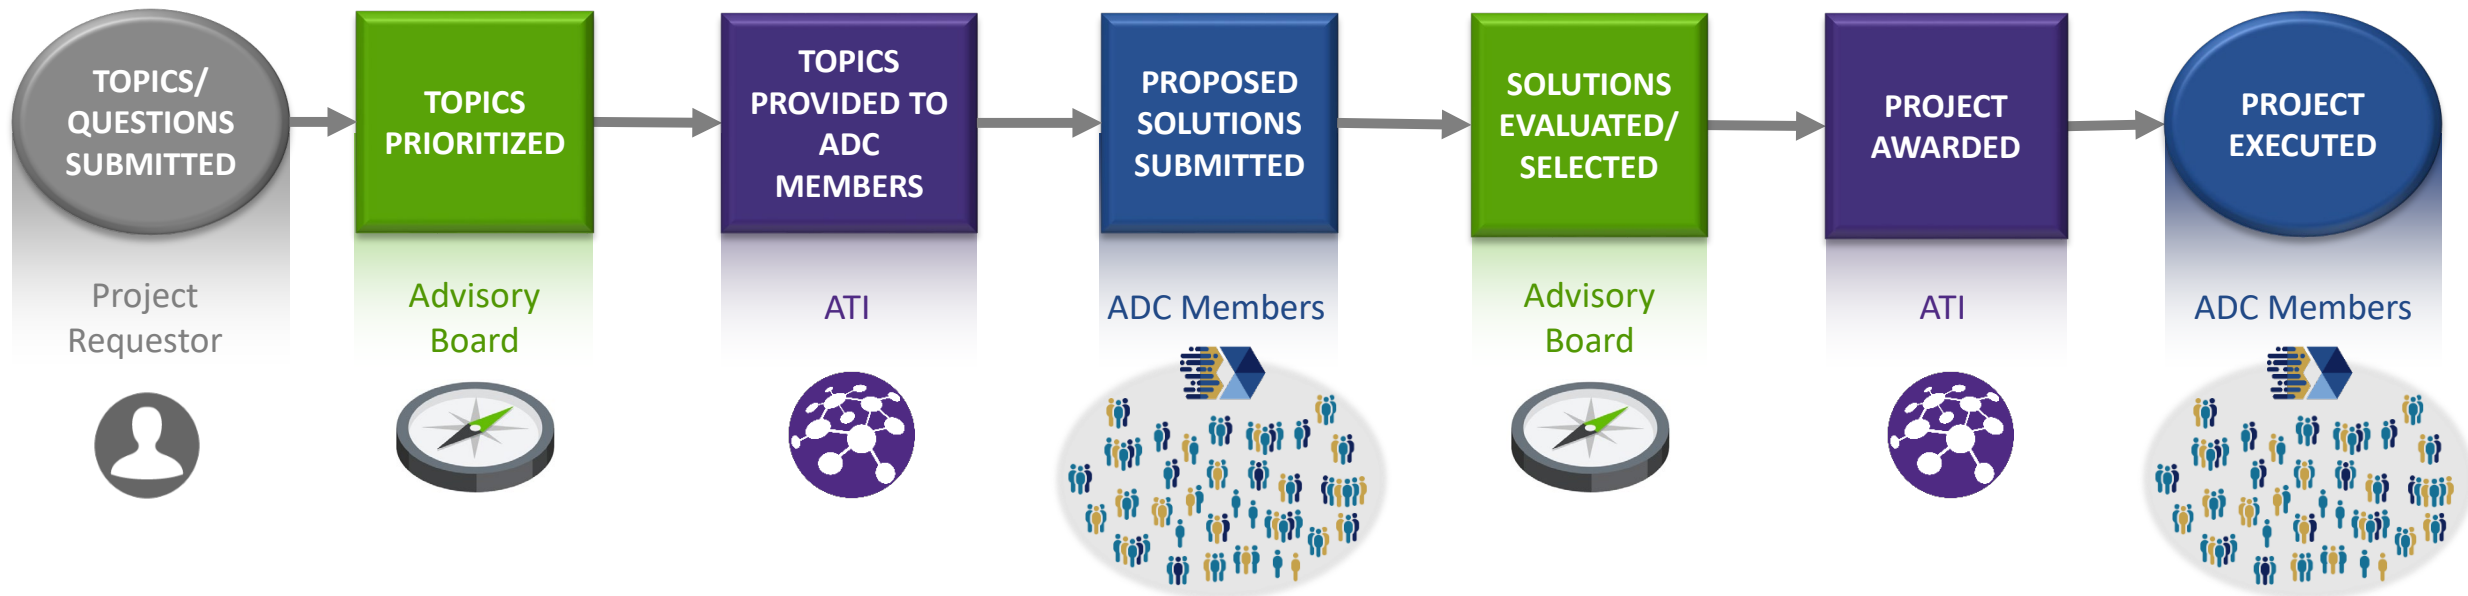 TOPICS/
QUESTIONS
SUBMITTED
TOPICS
PRIORITIZED
TOPICS
PROVIDED TO
ADC
MEMBERS
PROPOSED
SOLUTIONS
SUBMITTED
SOLUTIONS
EVALUATED/
SELECTED
PROJECT
AWARDED
PROJECT
EXECUTED
Project
Requestor
Advisory
Board
ATI
ADC Members
Advisory
Board
ATI
ADC Members